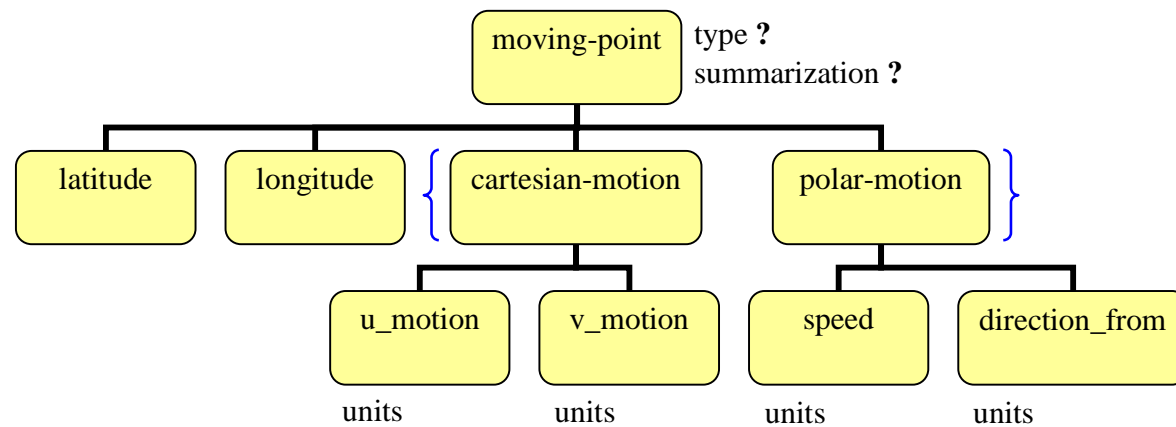 moving-point
type ?
summarization ?
latitude
longitude
cartesian-motion
polar-motion
u_motion
v_motion
speed
direction_from
units
units
units
units